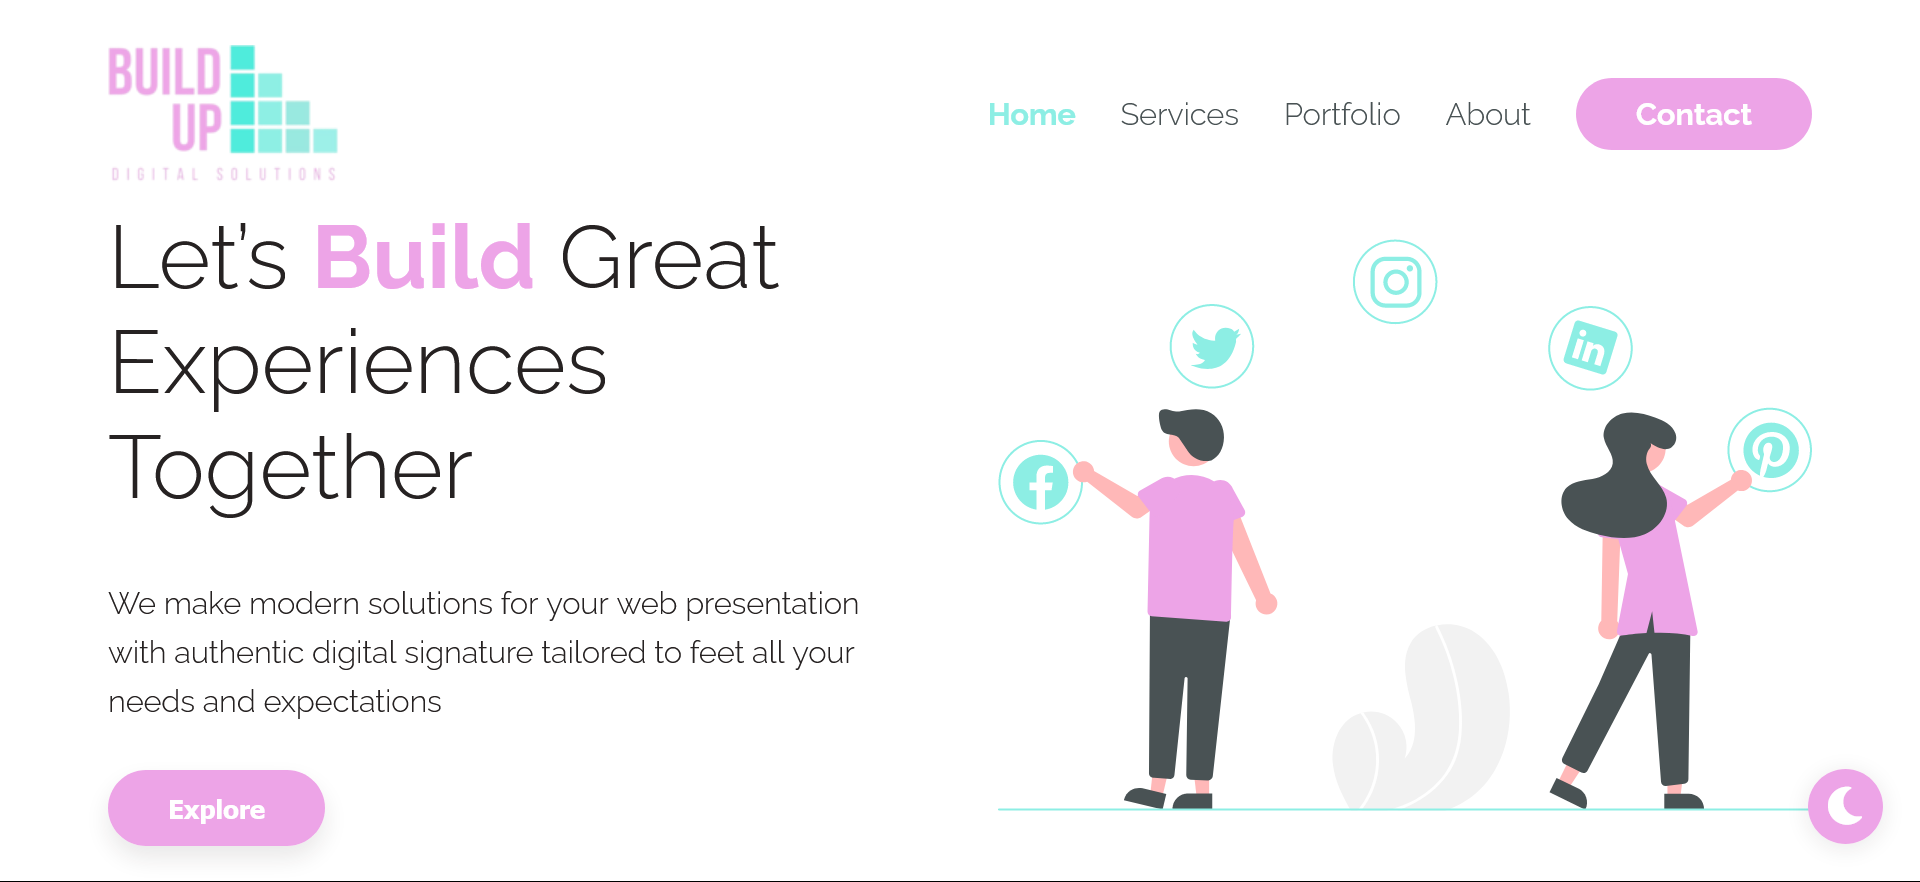 BUILD
UP
DIGITAL SOLUTIONS
Home Services Portfolio About Contact
Let’s Build Great
Experiences
Together
We make modern solutions for your web presentation
with authentic digital signature tailored to feet all your
needs and expectations
Explore